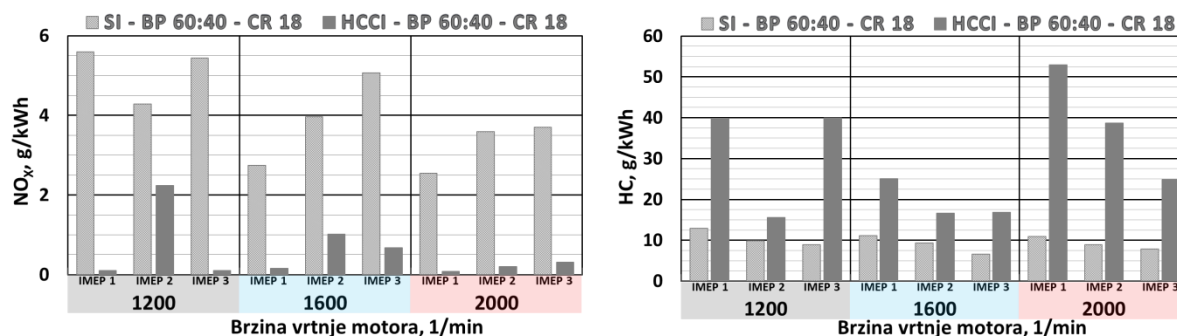 SI - BP 60:40 - CR 18 HCCI - BP 60:40 - CR 18
NOX, g/kWh
6
4
2
0
IMEP 1 IMEP 2 IMEP 3 IMEP 1 IMEP 2 IMEP 3 IMEP 1 IMEP 2 IMEP 3
1200 1600 2000
Brzina vrtnje motora, 1/min
SI - BP 60:40 - CR 18 HCCI - BP 60:40 - CR 18
HC, g/kWh
60
50
40
30
20
10
0
IMEP 1 IMEP 2 IMEP 3 IMEP 1 IMEP 2 IMEP 3 IMEP 1 IMEP 2 IMEP 3
1200 1600 2000
Brzina vrtnje motora, 1/min